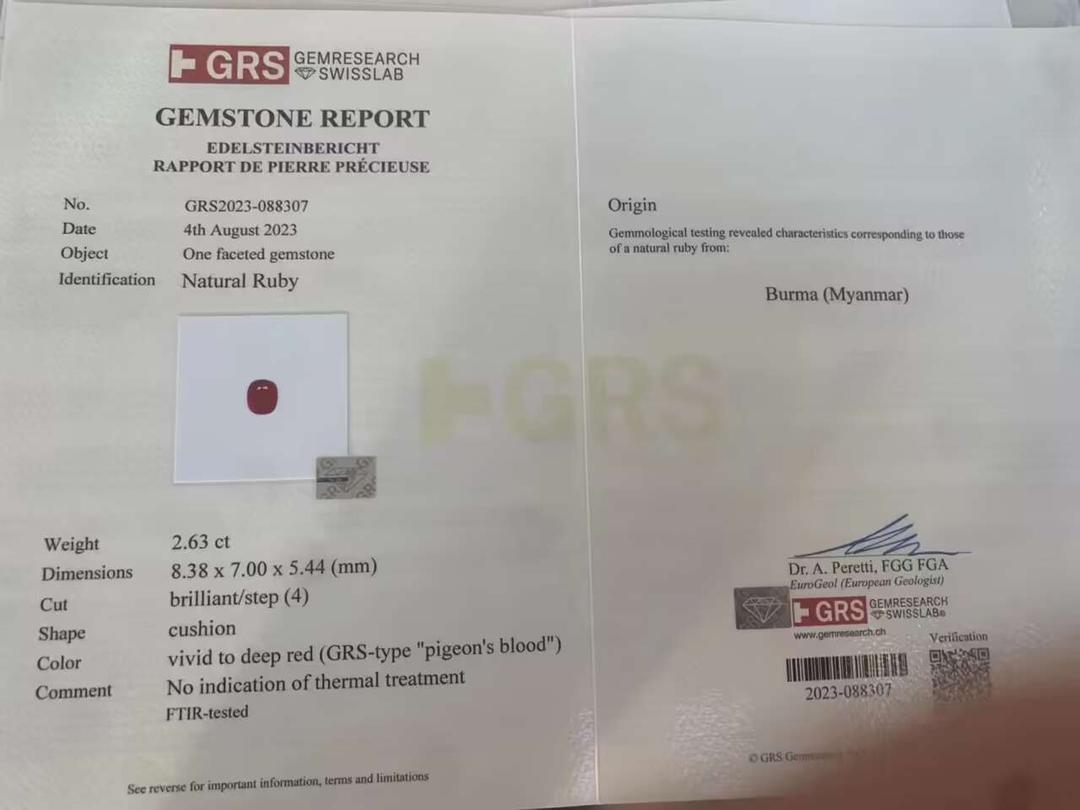 GRS GEMRESEARCH SWISSLAB
GEMSTONE REPORT
EDELSTEINBERICHT
RAPPORT DE PIERRE PRÉCIEUSE
No. GRS2023-088307
Date 4th August 2023
Object One faceted gemstone
Identification Natural Ruby
Weight 2.63 ct
Dimensions 8.38 x 7.00 x 5.44 (mm)
Cut brilliant/step (4)
Shape cushion
Color vivid to deep red (GRS-type "pigeon's blood")
Comment No indication of thermal treatment
FTIR-tested
See reverse for important information, terms and limitations
GRS
Origin
Gemmological testing revealed characteristics corresponding to those
of a natural ruby from:
Burma (Myanmar)
Dr. A. Peretti, FGG FGA
EuroGeol (European Geologist)
GRS GEMRESEARCH SWISSLAB®
www.gemresearch.ch
Verification
2023-088307
© GRS